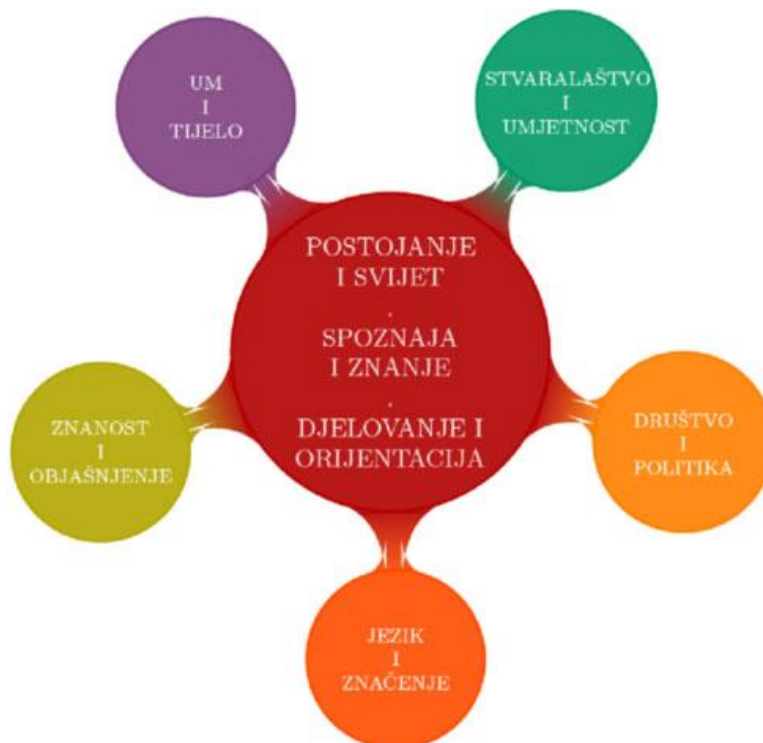 UM
I
TIJELO
STVARALAŠTVO
I
UMJETNOST
POSTOJANJE
I SVIJET
.
SPOZNAJA
I ZNANJE
.
DJELOVANJE I
ORIJENTACIJA
ZNANOST
I
OBJAŠNJENJE
DRUŠTVO
I
POLITIKA
JEZIK
I
ZNAČENJE